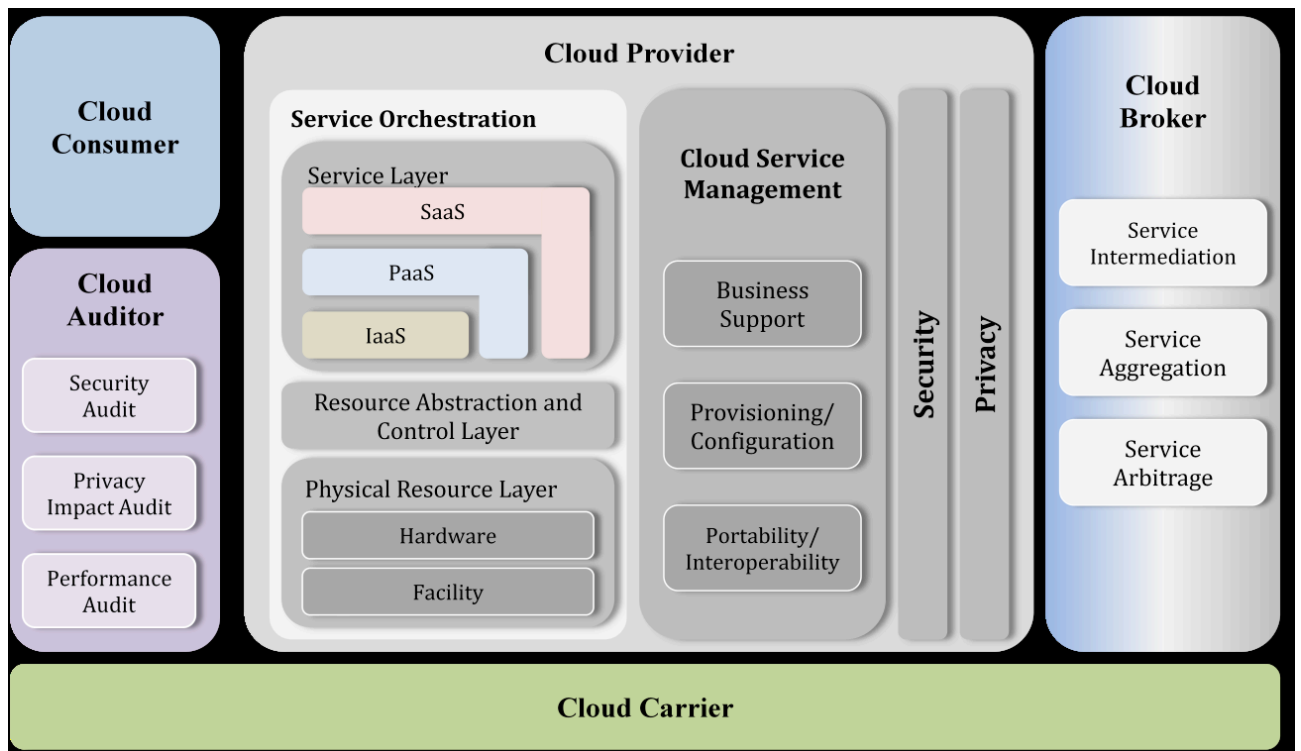 Cloud
Consumer
Cloud
Auditor
Security
Audit
Privacy
Impact Audit
Performance
Audit
Cloud Provider
Service Orchestration
Service Layer
SaaS
PaaS
IaaS
Resource Abstraction and
Control Layer
Physical Resource Layer
Hardware
Facility
Cloud Service
Management
Business
Support
Provisioning/
Configuration
Portability/
Interoperability
Security
Privacy
Cloud
Broker
Service
Intermediation
Service
Aggregation
Service
Arbitrage
Cloud Carrier